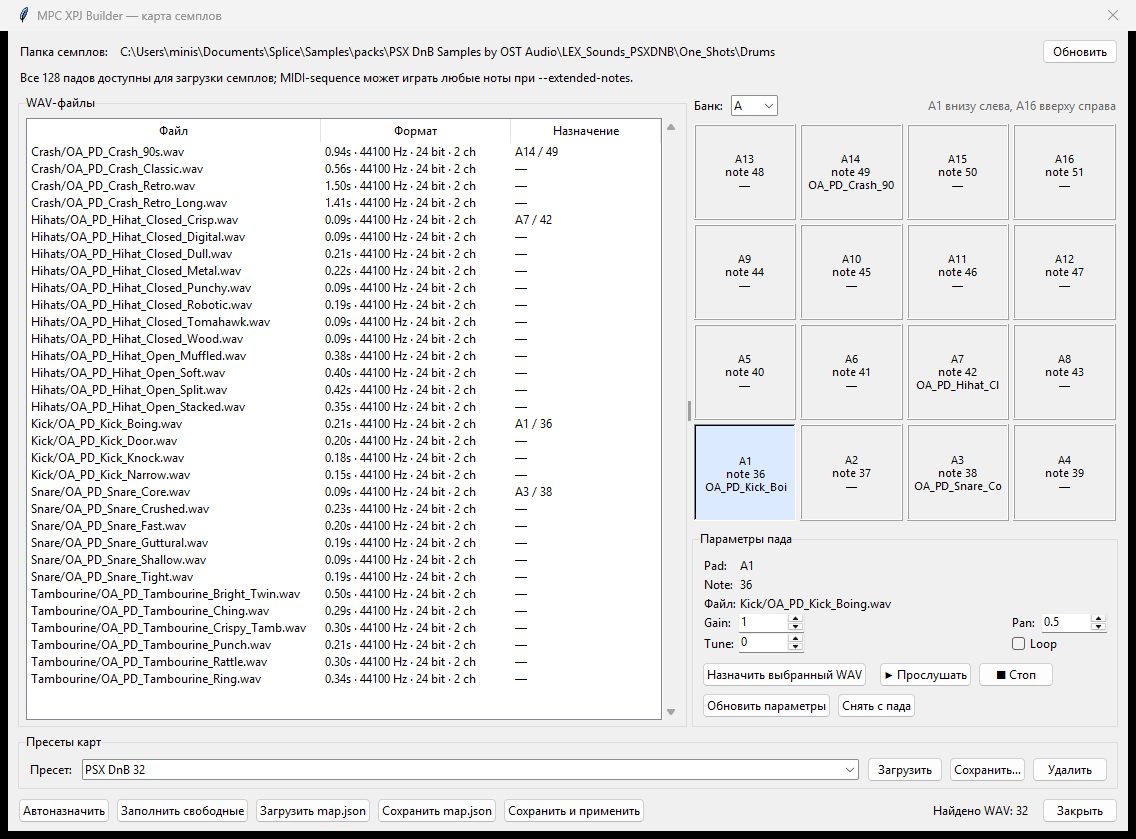 MPC XPJ Builder — карта семплов
Папка семплов: C:\Users\minis\Documents\Splice\Samples\packs\PSX DnB Samples by OST Audio\LEX_Sounds_PSXDNB\One_Shots\Drums
Обновить
Все 128 падов доступны для загрузки семплов; MIDI-sequence может играть любые ноты при --extended-notes.
WAV-файлы
Файл Формат Назначение
Crash/OA_PD_Crash_90s.wav 0.94s · 44100 Hz · 24 bit · 2 ch A14 / 49
Crash/OA_PD_Crash_Classic.wav 0.56s · 44100 Hz · 24 bit · 2 ch —
Crash/OA_PD_Crash_Retro.wav 1.50s · 44100 Hz · 24 bit · 2 ch —
Crash/OA_PD_Crash_Retro_Long.wav 1.41s · 44100 Hz · 24 bit · 2 ch —
Hihats/OA_PD_Hihat_Closed_Crisp.wav 0.09s · 44100 Hz · 24 bit · 2 ch A7 / 42
Hihats/OA_PD_Hihat_Closed_Digital.wav 0.09s · 44100 Hz · 24 bit · 2 ch —
Hihats/OA_PD_Hihat_Closed_Dull.wav 0.21s · 44100 Hz · 24 bit · 2 ch —
Hihats/OA_PD_Hihat_Closed_Metal.wav 0.22s · 44100 Hz · 24 bit · 2 ch —
Hihats/OA_PD_Hihat_Closed_Punchy.wav 0.09s · 44100 Hz · 24 bit · 2 ch —
Hihats/OA_PD_Hihat_Closed_Robotic.wav 0.19s · 44100 Hz · 24 bit · 2 ch —
Hihats/OA_PD_Hihat_Closed_Tomahawk.wav 0.09s · 44100 Hz · 24 bit · 2 ch —
Hihats/OA_PD_Hihat_Closed_Wood.wav 0.09s · 44100 Hz · 24 bit · 2 ch —
Hihats/OA_PD_Hihat_Open_Muffled.wav 0.38s · 44100 Hz · 24 bit · 2 ch —
Hihats/OA_PD_Hihat_Open_Soft.wav 0.40s · 44100 Hz · 24 bit · 2 ch —
Hihats/OA_PD_Hihat_Open_Split.wav 0.42s · 44100 Hz · 24 bit · 2 ch —
Hihats/OA_PD_Hihat_Open_Stacked.wav 0.35s · 44100 Hz · 24 bit · 2 ch —
Kick/OA_PD_Kick_Boing.wav 0.21s · 44100 Hz · 24 bit · 2 ch A1 / 36
Kick/OA_PD_Kick_Door.wav 0.20s · 44100 Hz · 24 bit · 2 ch —
Kick/OA_PD_Kick_Knock.wav 0.18s · 44100 Hz · 24 bit · 2 ch —
Kick/OA_PD_Kick_Narrow.wav 0.15s · 44100 Hz · 24 bit · 2 ch —
Snare/OA_PD_Snare_Core.wav 0.09s · 44100 Hz · 24 bit · 2 ch A3 / 38
Snare/OA_PD_Snare_Crushed.wav 0.23s · 44100 Hz · 24 bit · 2 ch —
Snare/OA_PD_Snare_Fast.wav 0.20s · 44100 Hz · 24 bit · 2 ch —
Snare/OA_PD_Snare_Guttural.wav 0.19s · 44100 Hz · 24 bit · 2 ch —
Snare/OA_PD_Snare_Shallow.wav 0.09s · 44100 Hz · 24 bit · 2 ch —
Snare/OA_PD_Snare_Tight.wav 0.19s · 44100 Hz · 24 bit · 2 ch —
Tambourine/OA_PD_Tambourine_Bright_Twin.wav 0.50s · 44100 Hz · 24 bit · 2 ch —
Tambourine/OA_PD_Tambourine_Ching.wav 0.29s · 44100 Hz · 24 bit · 2 ch —
Tambourine/OA_PD_Tambourine_Crispy_Tamb.wav 0.30s · 44100 Hz · 24 bit · 2 ch —
Tambourine/OA_PD_Tambourine_Punch.wav 0.21s · 44100 Hz · 24 bit · 2 ch —
Tambourine/OA_PD_Tambourine_Rattle.wav 0.30s · 44100 Hz · 24 bit · 2 ch —
Tambourine/OA_PD_Tambourine_Ring.wav 0.34s · 44100 Hz · 24 bit · 2 ch —
Банк: A A1 внизу слева, A16 вверху справа
A13 A14 A15 A16
note 48 note 49 note 50 note 51
— OA_PD_Crash_90 — —
A9 A10 A11 A12
note 44 note 45 note 46 note 47
— — — —
A5 A6 A7 A8
note 40 note 41 note 42 note 43
— — OA_PD_Hihat_Cl —
A1 A2 A3 A4
note 36 note 37 note 38 note 39
OA_PD_Kick_Boi — OA_PD_Snare_Co —
Параметры пада
Pad: A1
Note: 36
Файл: Kick/OA_PD_Kick_Boing.wav
Gain: 1 Pan: 0.5
Tune: 0 Loop
Назначить выбранный WAV ► Прослушать ■ Стоп
Обновить параметры Снять с пада
Пресеты карт
Пресет: PSX DnB 32 Загрузить Сохранить... Удалить
Автоназначить Заполнить свободные Загрузить map.json Сохранить map.json Сохранить и применить Найдено WAV: 32 Закрыть